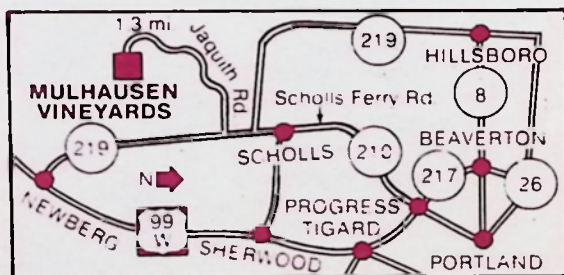 1.3 mi
Jaquith Rd
MULHAUSEN
VINEYARDS
219
HILLSBORO
8
Scholls Ferry Rd
BEAVERTON
219
SCHOLLS
210
217
26
N
NEWBERG
99
W
SHERWOOD
PROGRESS
TIGARD
PORTLAND